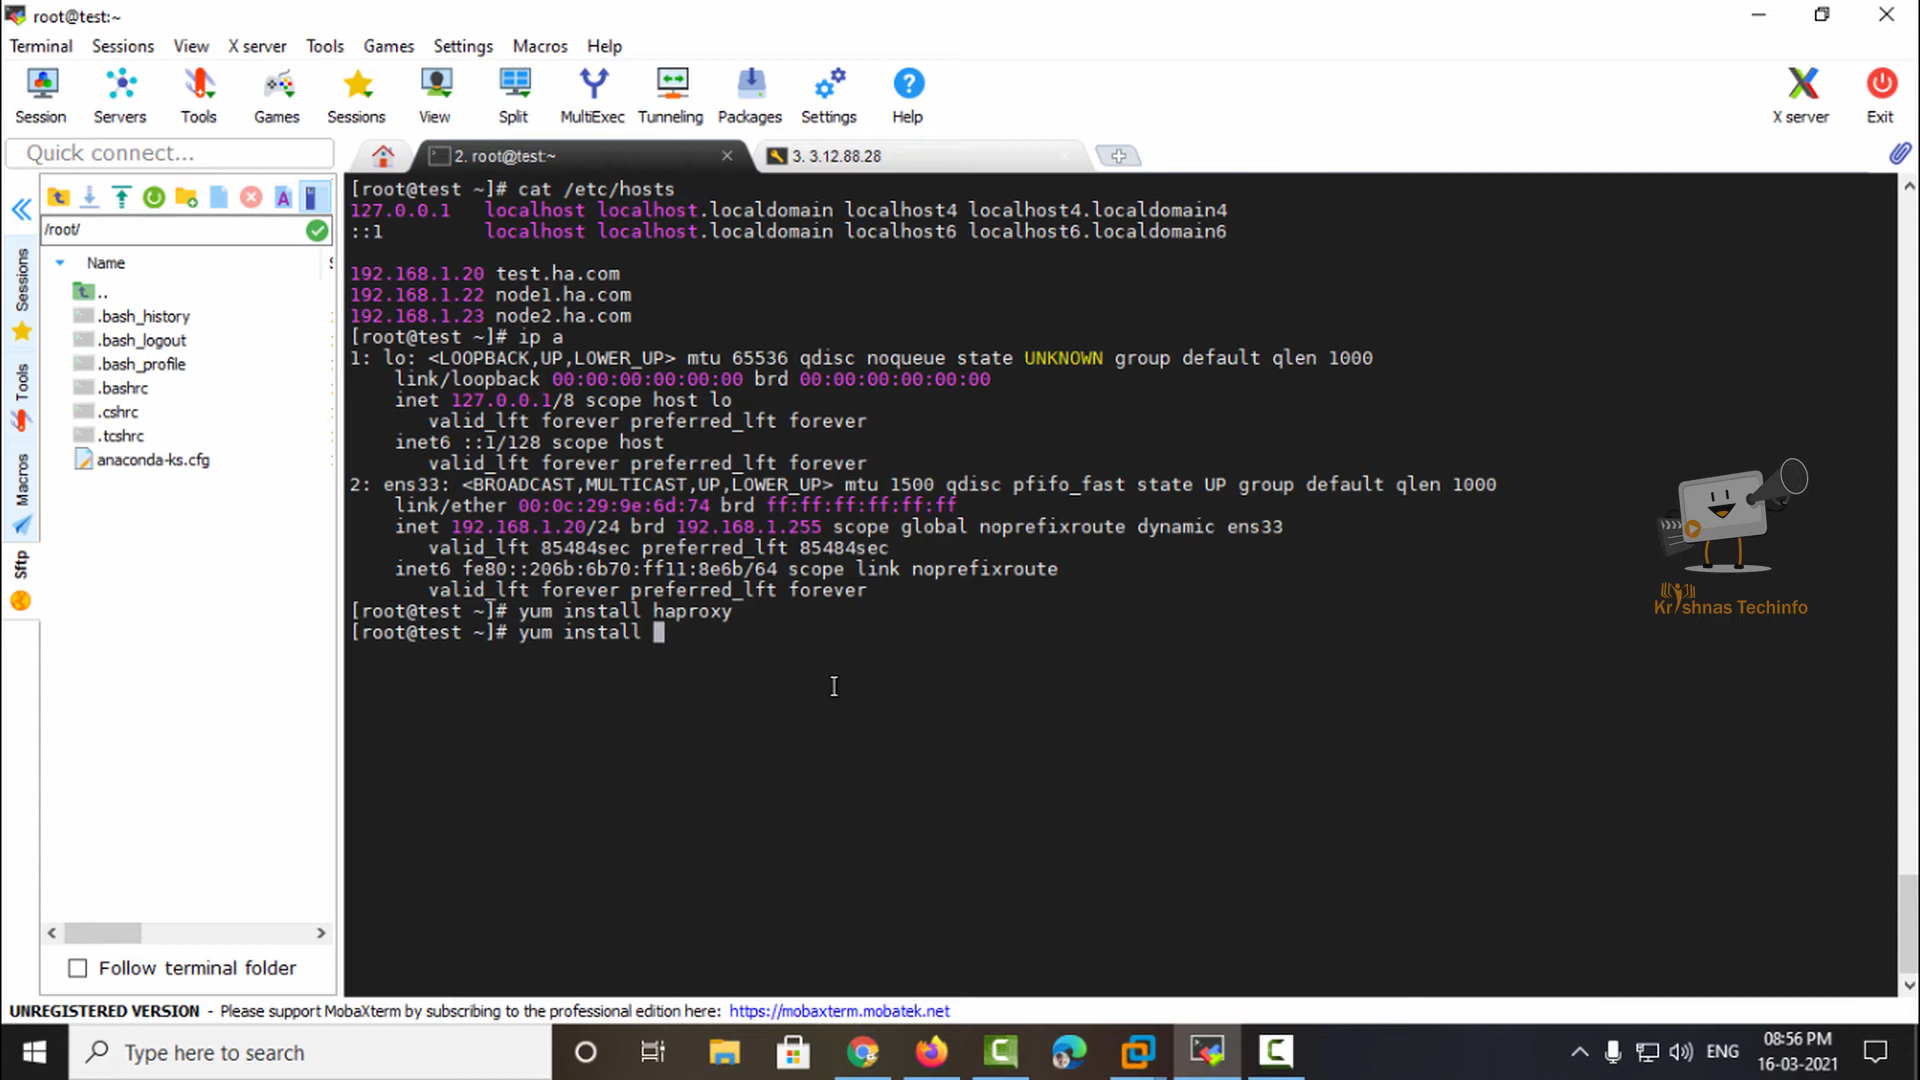 root@test:~
Terminal Sessions View X server Tools Games Settings Macros Help
Session Servers Tools Games Sessions View Split MultiExec Tunneling Packages Settings Help X server Exit
Quick connect...
2. root@test:~
3. 3.12.88.28
/root/
Name
..
.bash_history
.bash_logout
.bash_profile
.bashrc
.cshrc
.tcshrc
anaconda-ks.cfg
Follow terminal folder
Sessions
Tools
Macros
Sftp
[root@test ~]# cat /etc/hosts
127.0.0.1   localhost localhost.localdomain localhost4 localhost4.localdomain4
::1         localhost localhost.localdomain localhost6 localhost6.localdomain6
192.168.1.20 test.ha.com
192.168.1.22 node1.ha.com
192.168.1.23 node2.ha.com
[root@test ~]# ip a
1: lo: <LOOPBACK,UP,LOWER_UP> mtu 65536 qdisc noqueue state UNKNOWN group default qlen 1000
    link/loopback 00:00:00:00:00:00 brd 00:00:00:00:00:00
    inet 127.0.0.1/8 scope host lo
       valid_lft forever preferred_lft forever
    inet6 ::1/128 scope host
       valid_lft forever preferred_lft forever
2: ens33: <BROADCAST,MULTICAST,UP,LOWER_UP> mtu 1500 qdisc pfifo_fast state UP group default qlen 1000
    link/ether 00:0c:29:9e:6d:74 brd ff:ff:ff:ff:ff:ff
    inet 192.168.1.20/24 brd 192.168.1.255 scope global noprefixroute dynamic ens33
       valid_lft 85484sec preferred_lft 85484sec
    inet6 fe80::206b:6b70:ff11:8e6b/64 scope link noprefixroute
       valid_lft forever preferred_lft forever
[root@test ~]# yum install haproxy
[root@test ~]# yum install
Krishnas Techinfo
UNREGISTERED VERSION - Please support MobaXterm by subscribing to the professional edition here: https://mobaxterm.mobatek.net
Type here to search
ENG
08:56 PM
16-03-2021